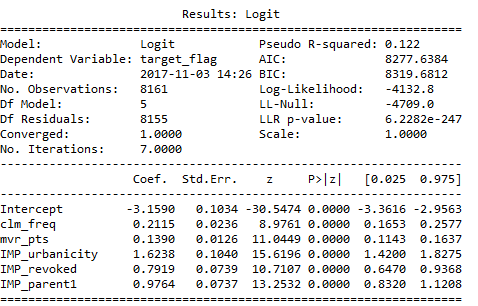 Results: Logit
Model: Logit Pseudo R-squared: 0.122
Dependent Variable: target_flag AIC: 8277.6384
Date: 2017-11-03 14:26 BIC: 8319.6812
No. Observations: 8161 Log-Likelihood: -4132.8
Df Model: 5 LL-Null: -4709.0
Df Residuals: 8155 LLR p-value: 6.2282e-247
Converged: 1.0000 Scale: 1.0000
No. Iterations: 7.0000
Coef. Std.Err. z P>|z| [0.025 0.975]
Intercept -3.1590 0.1034 -30.5474 0.0000 -3.3616 -2.9563
clm_freq 0.2115 0.0236 8.9761 0.0000 0.1653 0.2577
mvr_pts 0.1390 0.0126 11.0449 0.0000 0.1143 0.1637
IMP_urbanicity 1.6238 0.1040 15.6196 0.0000 1.4200 1.8275
IMP_revoked 0.7919 0.0739 10.7107 0.0000 0.6470 0.9368
IMP_parent1 0.9764 0.0737 13.2532 0.0000 0.8320 1.1208